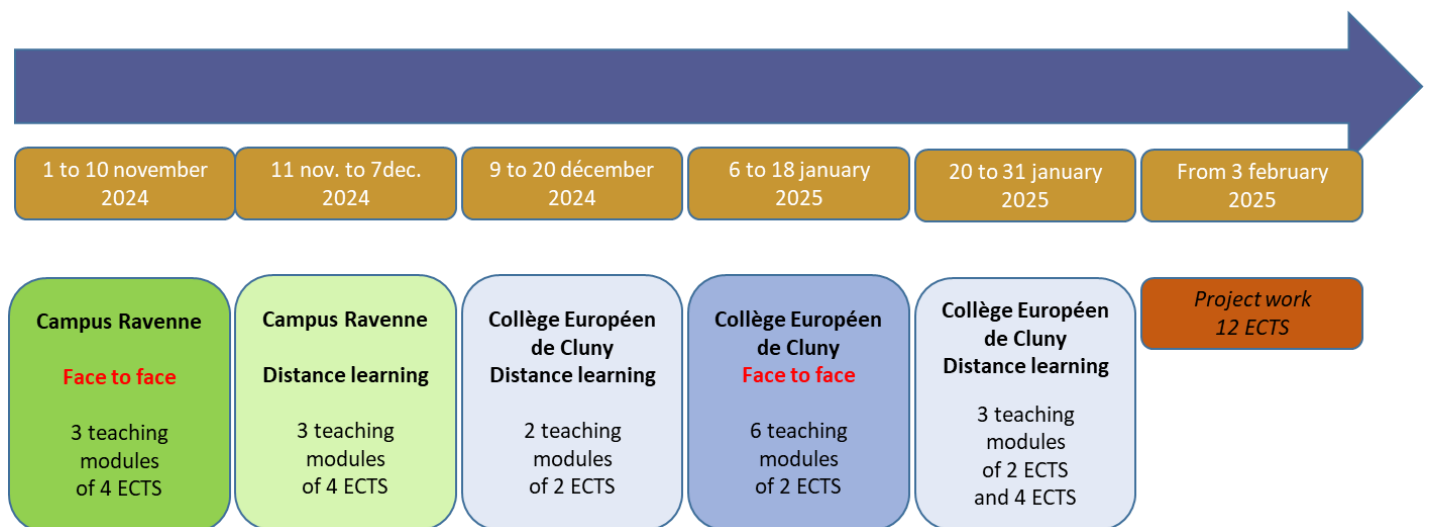 1 to 10 november
2024
11 nov. to 7dec.
2024
9 to 20 décember
2024
6 to 18 january
2025
20 to 31 january
2025
From 3 february
2025
Campus Ravenne
Face to face
3 teaching
modules
of 4 ECTS
Campus Ravenne
Distance learning
3 teaching
modules
of 4 ECTS
Collège Européen
de Cluny
Distance learning
2 teaching
modules
of 2 ECTS
Collège Européen
de Cluny
Face to face
6 teaching
modules
of 2 ECTS
Collège Européen
de Cluny
Distance learning
3 teaching
modules
of 2 ECTS
and 4 ECTS
Project work
12 ECTS